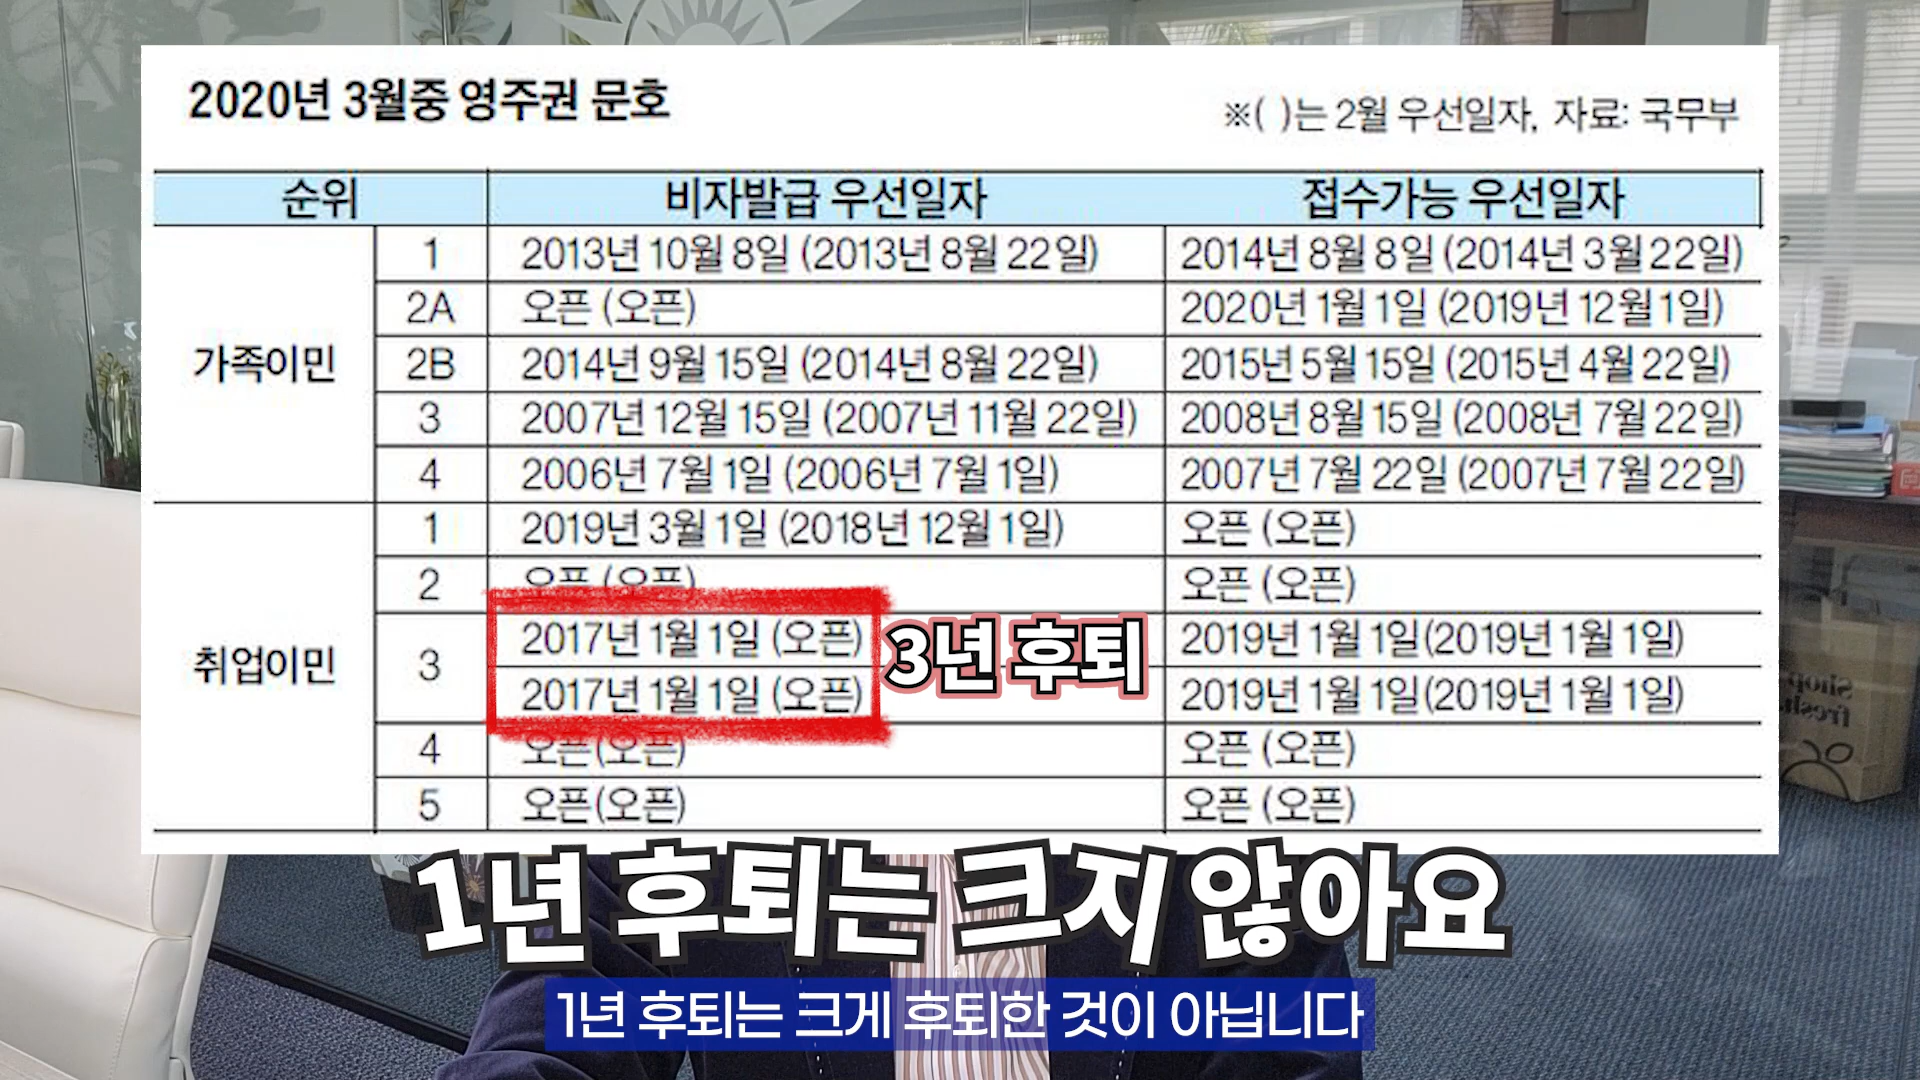 2020년 3월중 영주권 문호
※( )는 2월 우선일자, 자료: 국무부
순위 비자발급 우선일자 접수가능 우선일자
가족이민
1 2013년 10월 8일 (2013년 8월 22일) 2014년 8월 8일 (2014년 3월 22일)
2A 오픈 (오픈) 2020년 1월 1일 (2019년 12월 1일)
2B 2014년 9월 15일 (2014년 8월 22일) 2015년 5월 15일 (2015년 4월 22일)
3 2007년 12월 15일 (2007년 11월 22일) 2008년 8월 15일 (2008년 7월 22일)
4 2006년 7월 1일 (2006년 7월 1일) 2007년 7월 22일 (2007년 7월 22일)
취업이민
1 2019년 3월 1일 (2018년 12월 1일) 오픈 (오픈)
2 오픈 (오픈) 오픈 (오픈)
3 2017년 1월 1일 (오픈) 2019년 1월 1일(2019년 1월 1일)
2017년 1월 1일 (오픈) 2019년 1월 1일(2019년 1월 1일)
3년 후퇴
4 오픈(오픈) 오픈 (오픈)
5 오픈(오픈) 오픈 (오픈)
Shop
fresh
1년 후퇴는 크지 않아요
1년 후퇴는 크게 후퇴한 것이 아닙니다